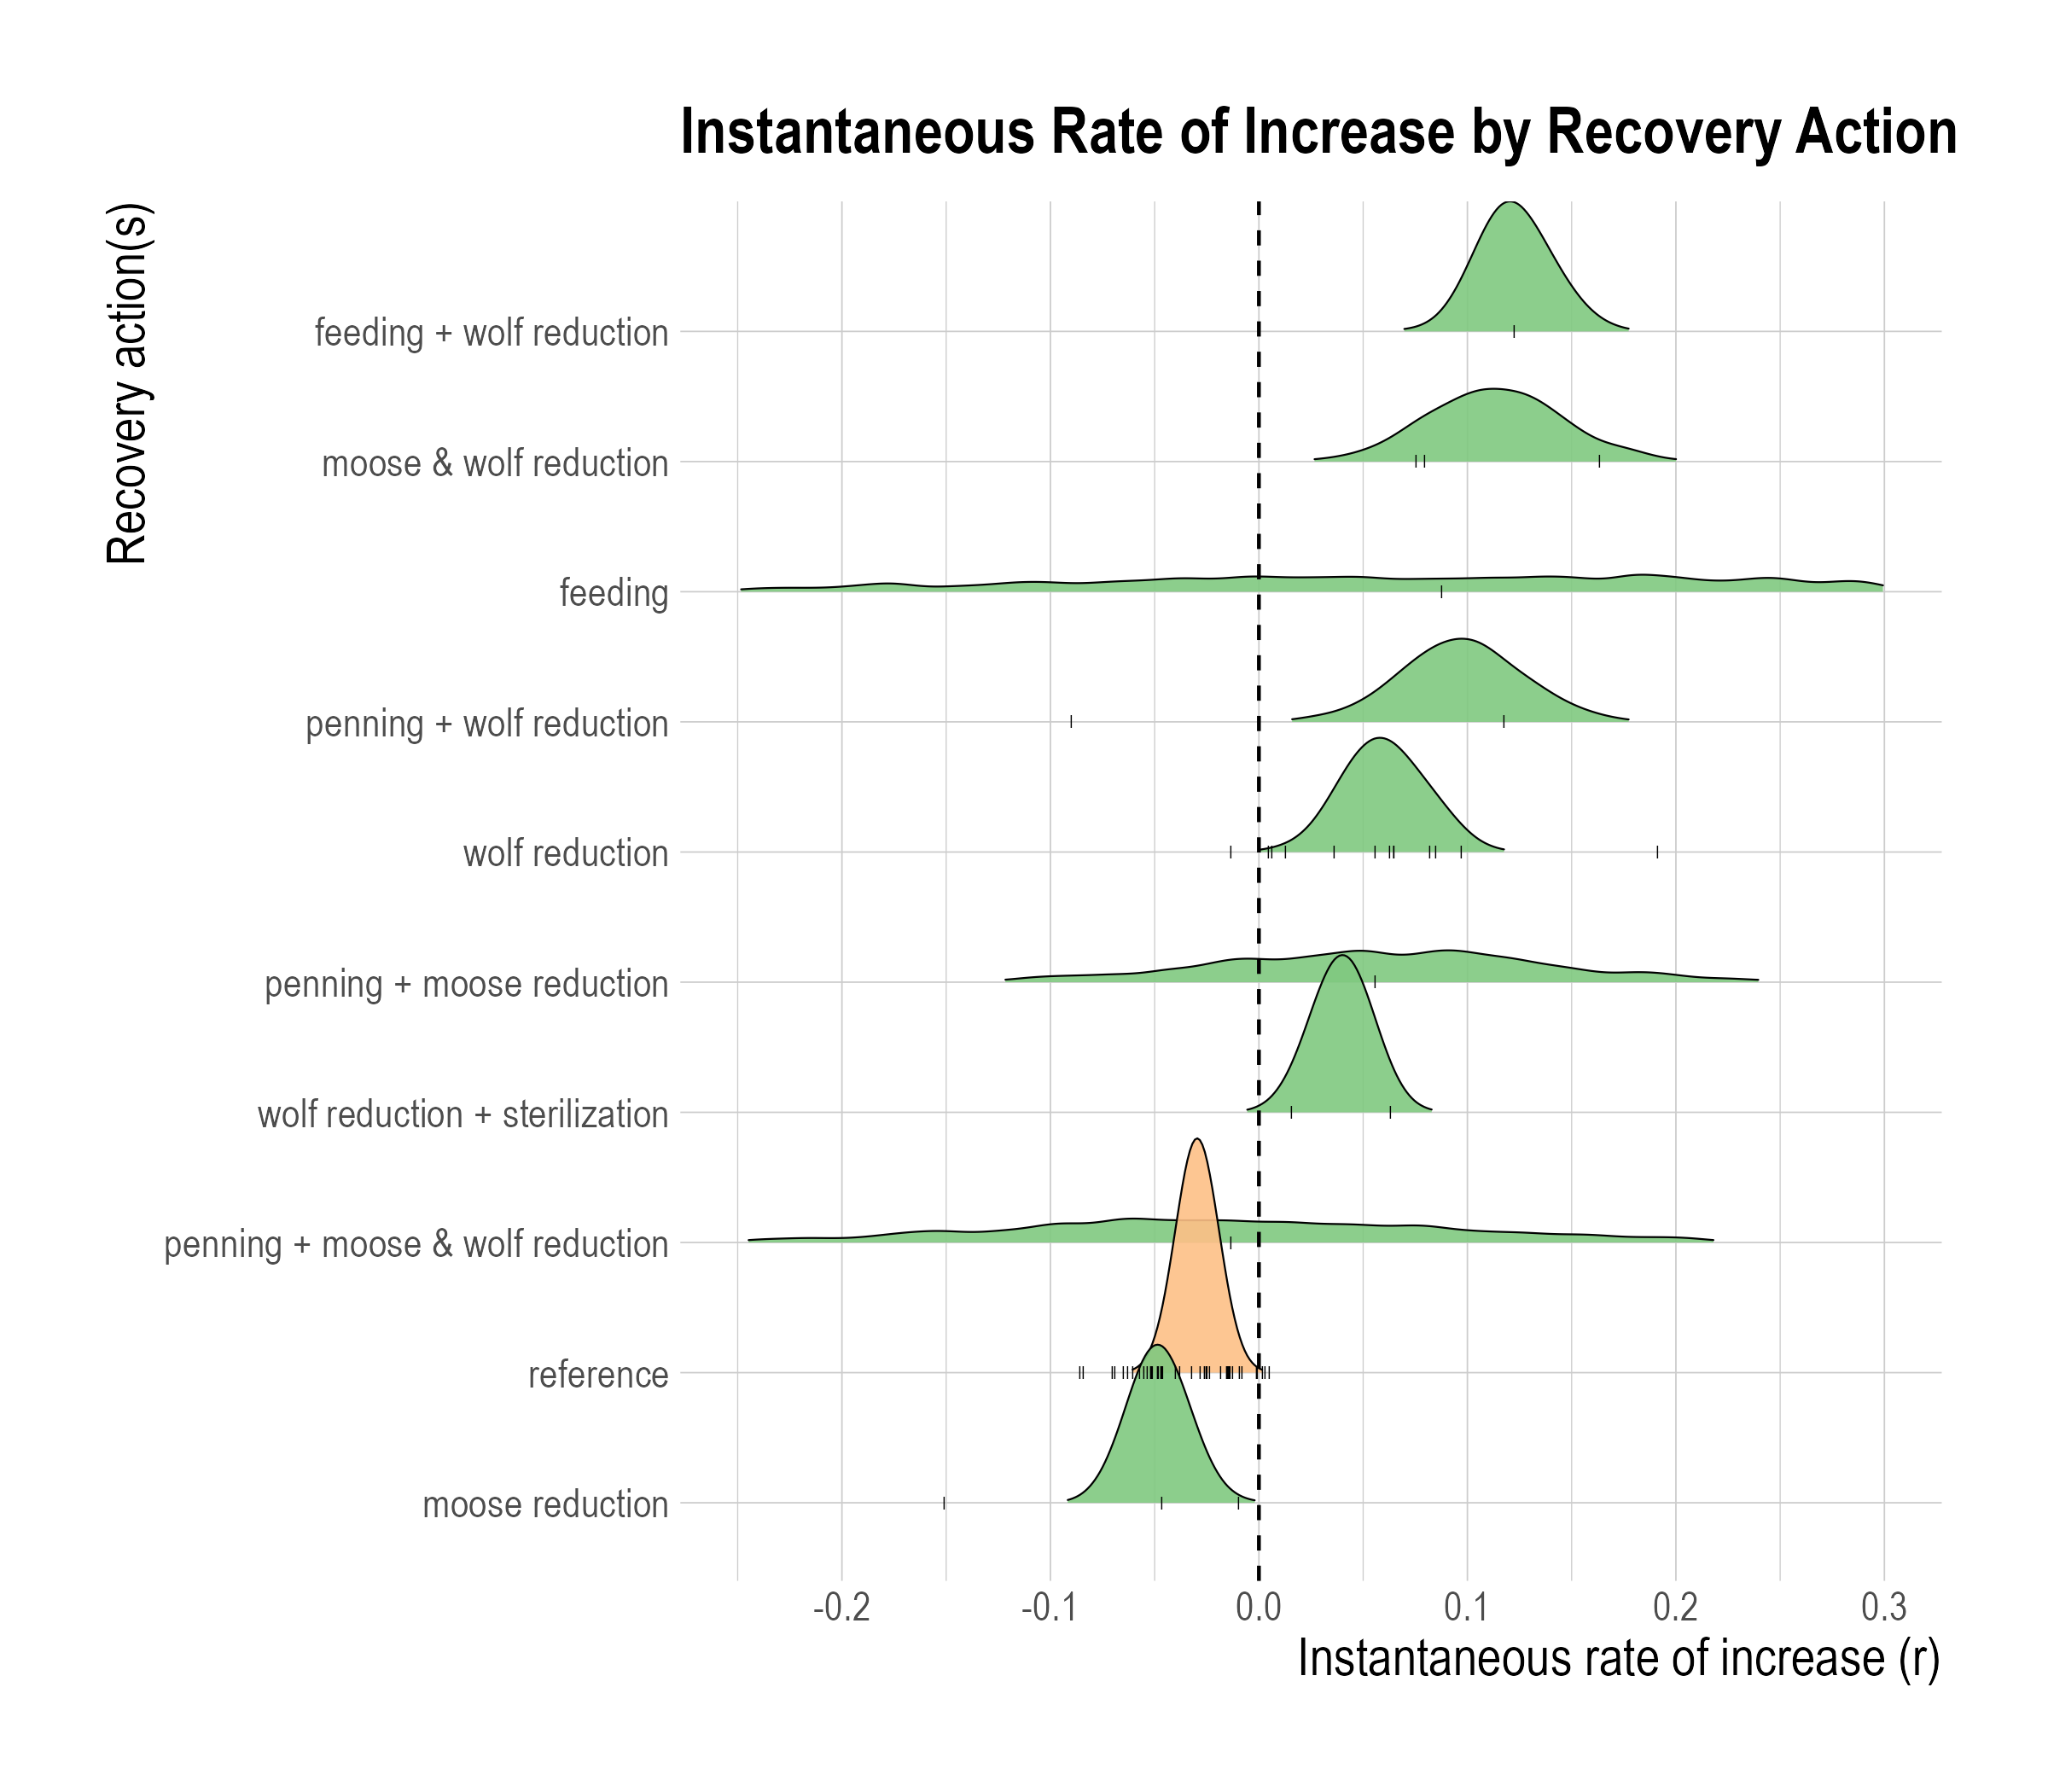 Instantaneous Rate of Increase by Recovery Action
Recovery action(s)
feeding + wolf reduction
moose & wolf reduction
feeding
penning + wolf reduction
wolf reduction
penning + moose reduction
wolf reduction + sterilization
penning + moose & wolf reduction
reference
moose reduction
-0.2 -0.1 0.0 0.1 0.2 0.3
Instantaneous rate of increase (r)